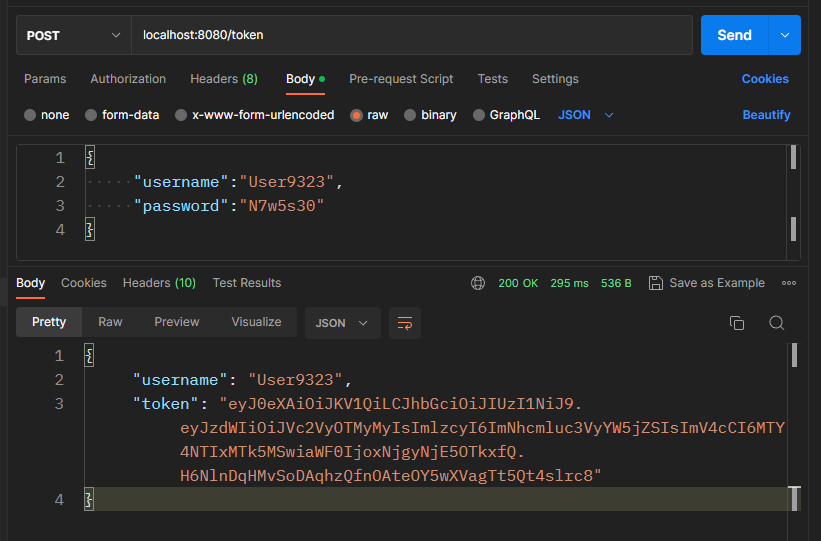 POST localhost:8080/token Send
Params Authorization Headers (8) Body Pre-request Script Tests Settings Cookies
none form-data x-www-form-urlencoded raw binary GraphQL JSON Beautify
1 {
2 "username":"User9323",
3 "password":"N7w5s30"
4 }
Body Cookies Headers (10) Test Results 200 OK 295 ms 536 B Save as Example
Pretty Raw Preview Visualize JSON
1 {
2 "username": "User9323",
3 "token": "eyJ0eXAiOiJKV1QiLCJhbGciOiJIUzI1NiJ9.
eyJzdWIiOiJVc2VyOTMyMyIsImlzcyI6ImNhcmluc3VyYW5jZSIsImV4cCI6MTY
4NTIxMTk5MSwiaWF0IjoxNjgyNjE5OTkxfQ.
H6NlnDqHMvSoDAqhzQfnOAteOY5wXVagTt5Qt4slrc8"
4 }